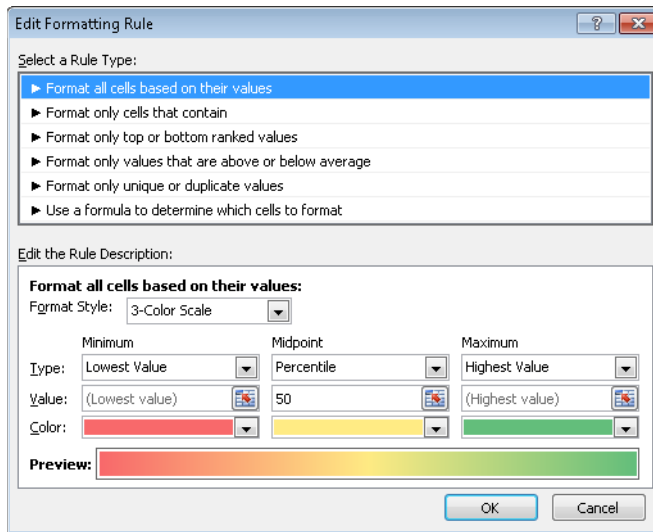 Edit Formatting Rule
Select a Rule Type:
► Format all cells based on their values
► Format only cells that contain
► Format only top or bottom ranked values
► Format only values that are above or below average
► Format only unique or duplicate values
► Use a formula to determine which cells to format
Edit the Rule Description:
Format all cells based on their values:
Format Style: 3-Color Scale
Minimum Midpoint Maximum
Type: Lowest Value Percentile Highest Value
Value: (Lowest value) 50 (Highest value)
Color:
Preview:
OK Cancel